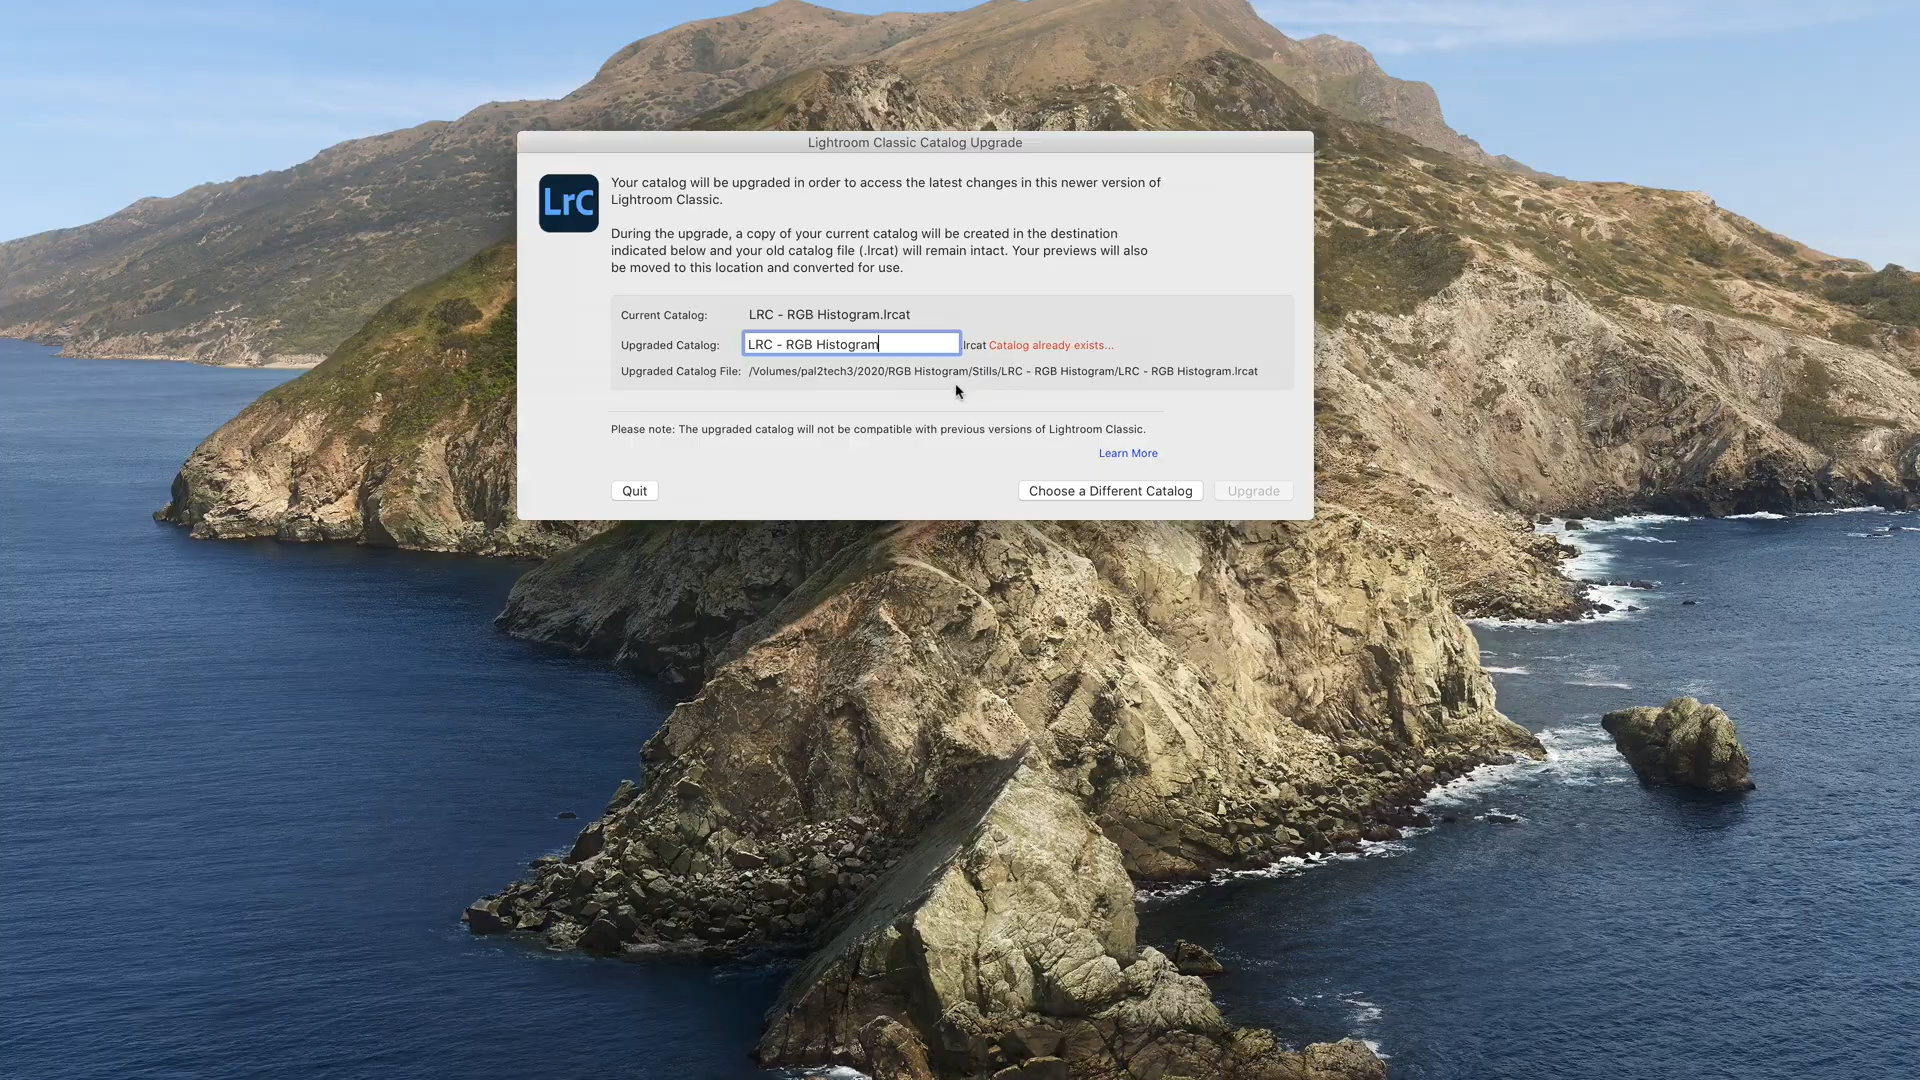 Lightroom Classic Catalog Upgrade
LrC
Your catalog will be upgraded in order to access the latest changes in this newer version of
Lightroom Classic.
During the upgrade, a copy of your current catalog will be created in the destination
indicated below and your old catalog file (.lrcat) will remain intact. Your previews will also
be moved to this location and converted for use.
Current Catalog: LRC - RGB Histogram.lrcat
Upgraded Catalog: LRC - RGB Histogram .lrcat Catalog already exists...
Upgraded Catalog File: /Volumes/pal2tech3/2020/RGB Histogram/Stills/LRC - RGB Histogram/LRC - RGB Histogram.lrcat
Please note: The upgraded catalog will not be compatible with previous versions of Lightroom Classic.
Learn More
Quit Choose a Different Catalog Upgrade